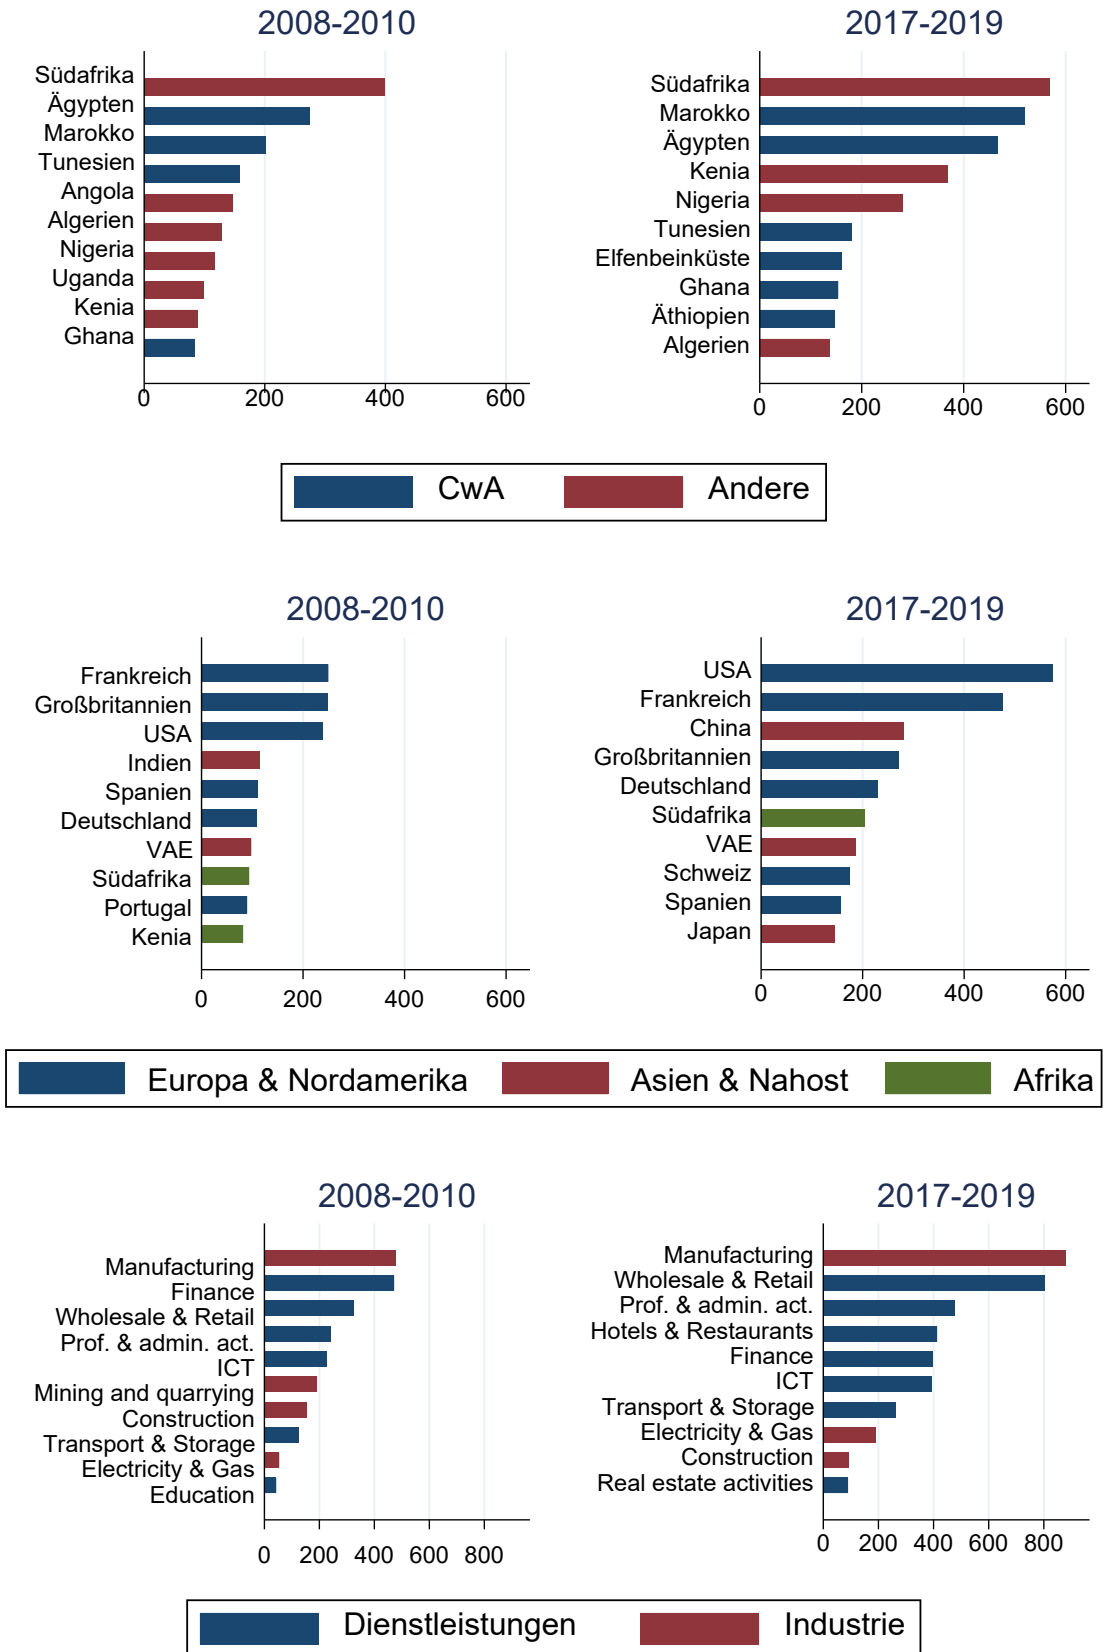 2008-2010
Südafrika
Ägypten
Marokko
Tunesien
Angola
Algerien
Nigeria
Uganda
Kenia
Ghana
0 200 400 600
2017-2019
Südafrika
Marokko
Ägypten
Kenia
Nigeria
Tunesien
Elfenbeinküste
Ghana
Äthiopien
Algerien
0 200 400 600
CwA Andere
2008-2010
Frankreich
Großbritannien
USA
Indien
Spanien
Deutschland
VAE
Südafrika
Portugal
Kenia
0 200 400 600
2017-2019
USA
Frankreich
China
Großbritannien
Deutschland
Südafrika
VAE
Schweiz
Spanien
Japan
0 200 400 600
Europa & Nordamerika Asien & Nahost Afrika
2008-2010
Manufacturing
Finance
Wholesale & Retail
Prof. & admin. act.
ICT
Mining and quarrying
Construction
Transport & Storage
Electricity & Gas
Education
0 200 400 600 800
2017-2019
Manufacturing
Wholesale & Retail
Prof. & admin. act.
Hotels & Restaurants
Finance
ICT
Transport & Storage
Electricity & Gas
Construction
Real estate activities
0 200 400 600 800
Dienstleistungen Industrie